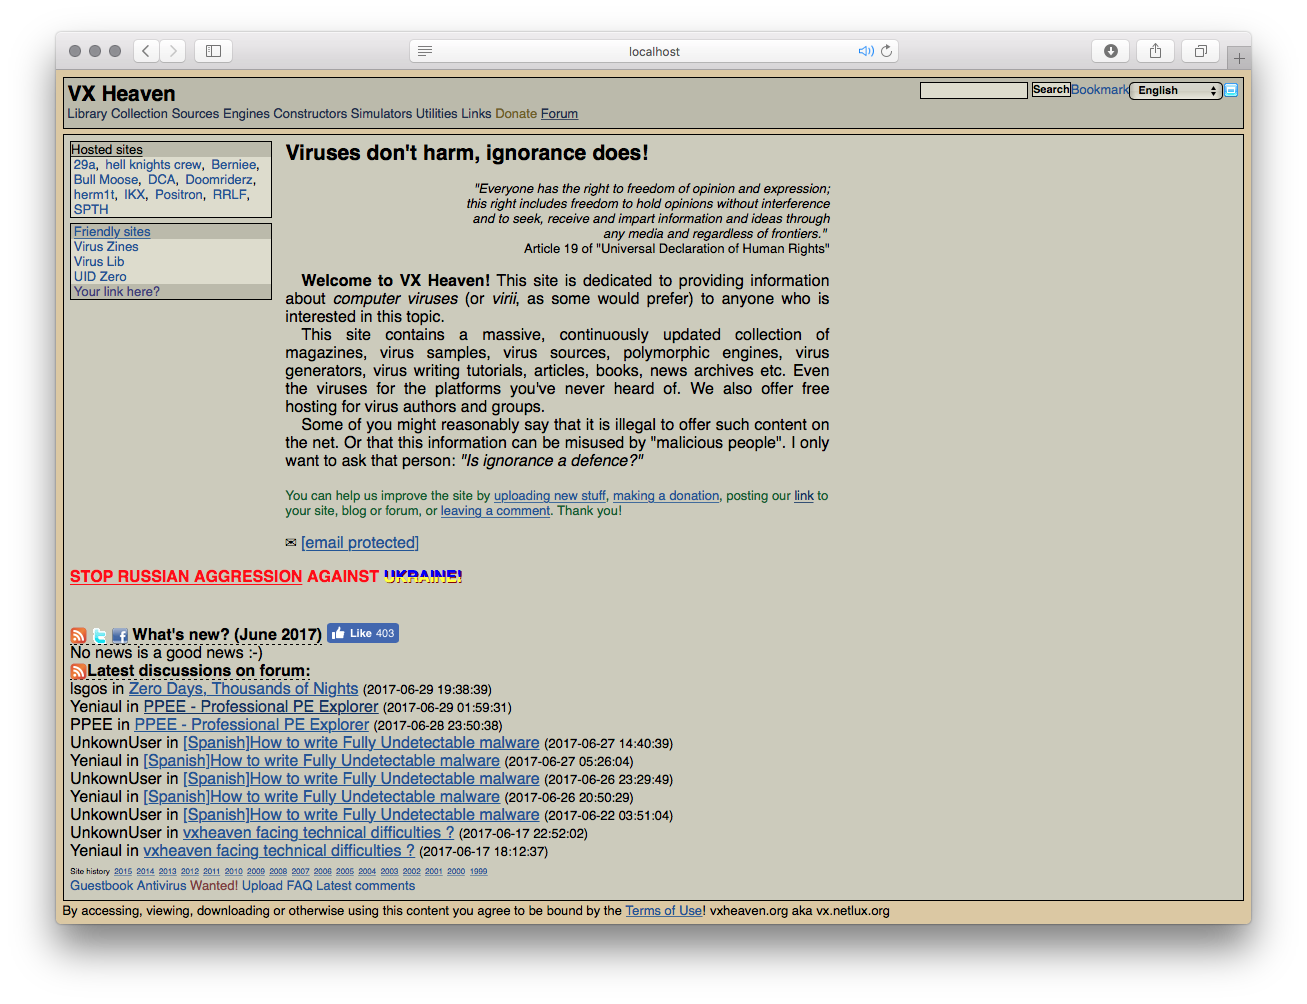 localhost
VX Heaven
Search Bookmark English
Library Collection Sources Engines Constructors Simulators Utilities Links Donate Forum
Hosted sites
29a, hell knights crew, Berniee,
Bull Moose, DCA, Doomriderz,
herm1t, IKX, Positron, RRLF,
SPTH
Friendly sites
Virus Zines
Virus Lib
UID Zero
Your link here?
Viruses don't harm, ignorance does!
"Everyone has the right to freedom of opinion and expression;
this right includes freedom to hold opinions without interference
and to seek, receive and impart information and ideas through
any media and regardless of frontiers."
Article 19 of "Universal Declaration of Human Rights"
Welcome to VX Heaven! This site is dedicated to providing information
about computer viruses (or virii, as some would prefer) to anyone who is
interested in this topic.
This site contains a massive, continuously updated collection of
magazines, virus samples, virus sources, polymorphic engines, virus
generators, virus writing tutorials, articles, books, news archives etc. Even
the viruses for the platforms you've never heard of. We also offer free
hosting for virus authors and groups.
Some of you might reasonably say that it is illegal to offer such content on
the net. Or that this information can be misused by "malicious people". I only
want to ask that person: "Is ignorance a defence?"
You can help us improve the site by uploading new stuff, making a donation, posting our link to
your site, blog or forum, or leaving a comment. Thank you!
✉ [email protected]
STOP RUSSIAN AGGRESSION AGAINST UKRAINE!
What's new? (June 2017) Like 403
No news is a good news :-)
Latest discussions on forum:
Isgos in Zero Days, Thousands of Nights (2017-06-29 19:38:39)
Yeniaul in PPEE - Professional PE Explorer (2017-06-29 01:59:31)
PPEE in PPEE - Professional PE Explorer (2017-06-28 23:50:38)
UnkownUser in [Spanish]How to write Fully Undetectable malware (2017-06-27 14:40:39)
Yeniaul in [Spanish]How to write Fully Undetectable malware (2017-06-27 05:26:04)
UnkownUser in [Spanish]How to write Fully Undetectable malware (2017-06-26 23:29:49)
Yeniaul in [Spanish]How to write Fully Undetectable malware (2017-06-26 20:50:29)
UnkownUser in [Spanish]How to write Fully Undetectable malware (2017-06-22 03:51:04)
UnkownUser in vxheaven facing technical difficulties ? (2017-06-17 22:52:02)
Yeniaul in vxheaven facing technical difficulties ? (2017-06-17 18:12:37)
Site history 2015 2014 2013 2012 2011 2010 2009 2008 2007 2006 2005 2004 2003 2002 2001 2000 1999
Guestbook Antivirus Wanted! Upload FAQ Latest comments
By accessing, viewing, downloading or otherwise using this content you agree to be bound by the Terms of Use! vxheaven.org aka vx.netlux.org